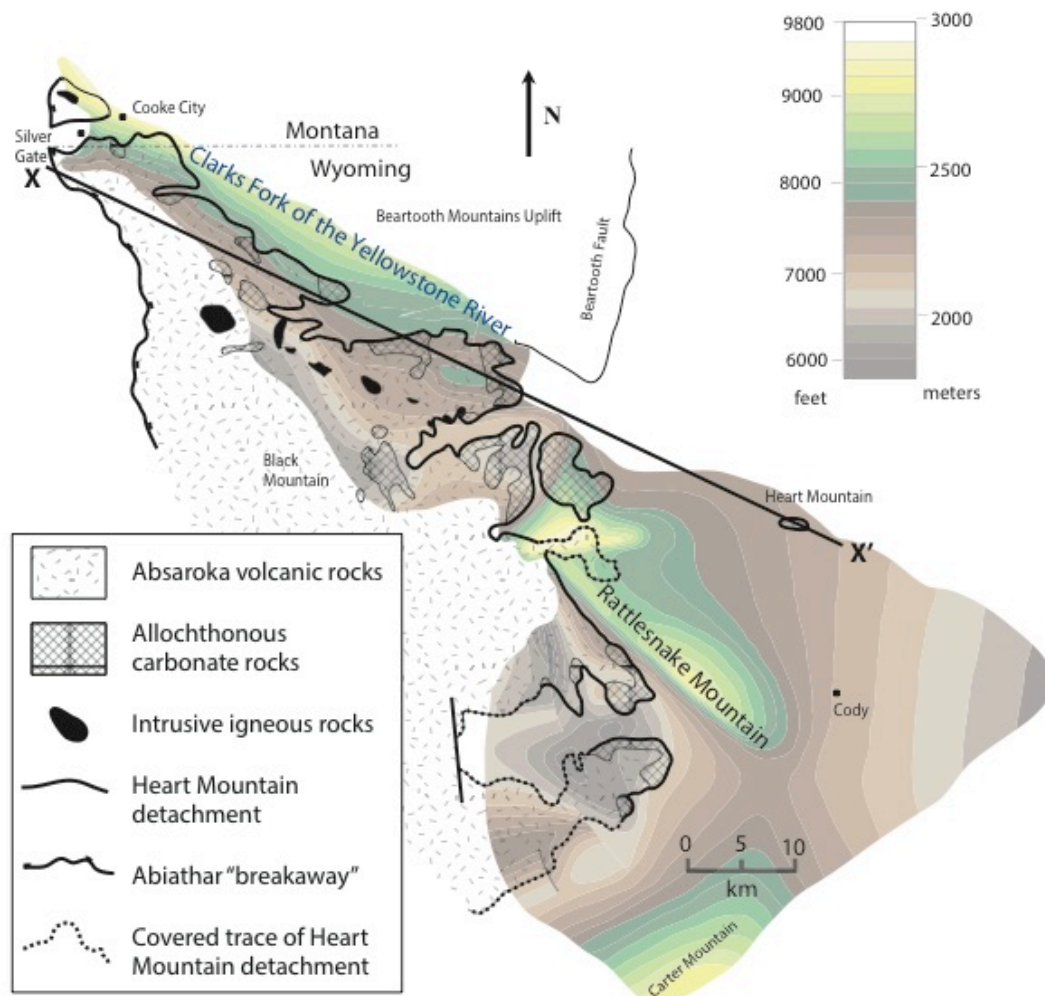 9800
3000
9000
2500
8000
7000
2000
6000
feet
meters
N
Cooke City
Silver
Gate
X
Montana
Wyoming
Clarks Fork of the Yellowstone River
Beartooth Mountains Uplift
Beartooth Fault
Black
Mountain
Heart Mountain
X'
Rattlesnake Mountain
Cody
0 5 10
km
Carter Mountain
Absaroka volcanic rocks
Allochthonous
carbonate rocks
Intrusive igneous rocks
Heart Mountain
detachment
Abiathar "breakaway"
Covered trace of Heart
Mountain detachment